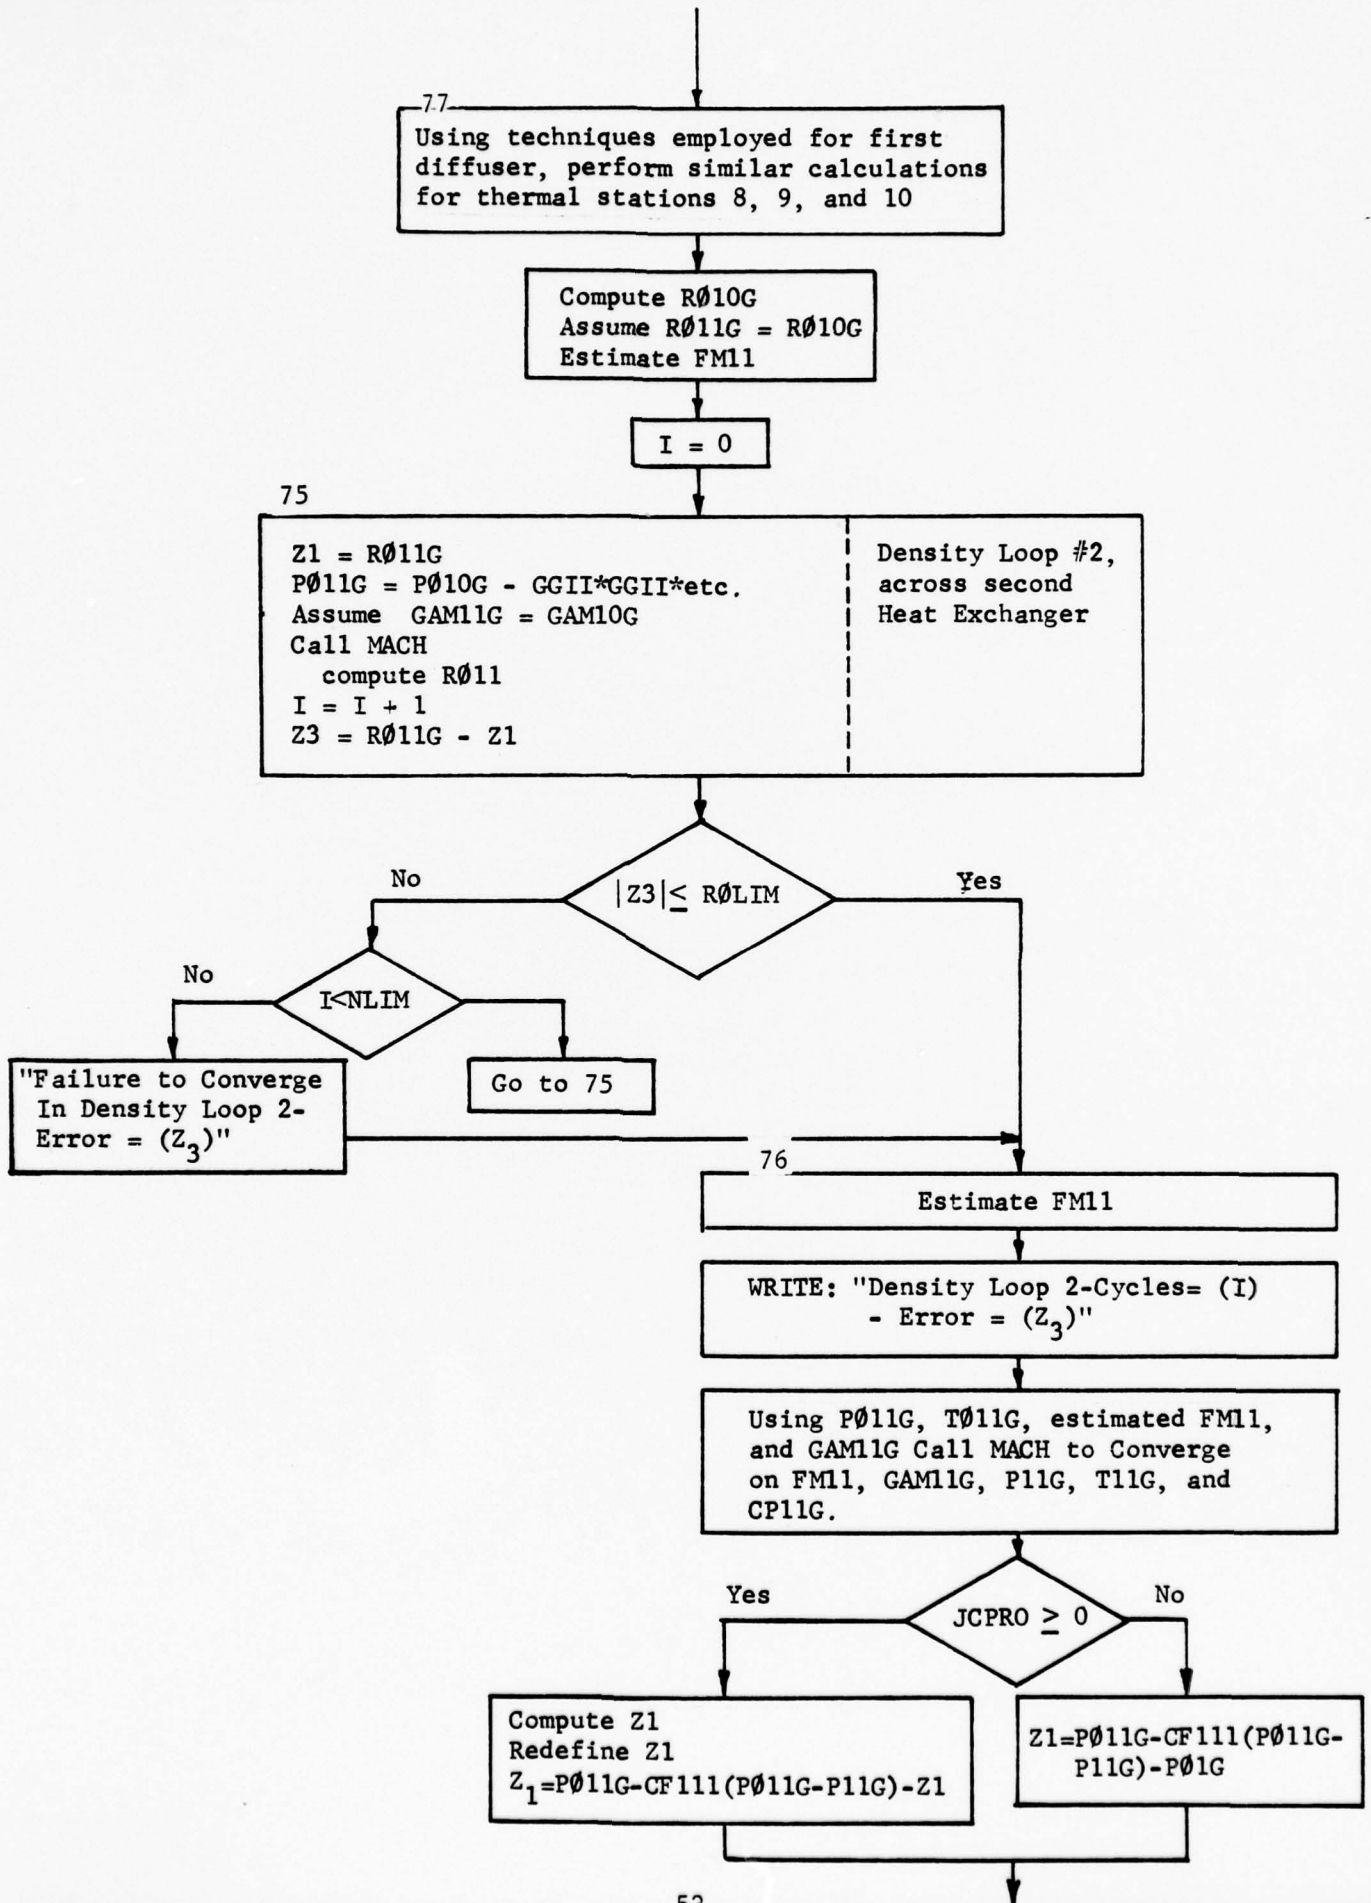 77
Using techniques employed for first
diffuser, perform similar calculations
for thermal stations 8, 9, and 10
Compute RØ10G
Assume RØ11G = RØ10G
Estimate FM11
I = 0
75
Z1 = RØ11G
PØ11G = PØ10G - GGII*GGII*etc.
Assume GAM11G = GAM10G
Call MACH
compute RØ11
I = I + 1
Z3 = RØ11G - Z1
Density Loop #2,
across second
Heat Exchanger
|Z3|≤ RØLIM
No
Yes
I<NLIM
No
"Failure to Converge
In Density Loop 2-
Error = (Z₃)"
Go to 75
76
Estimate FM11
WRITE: "Density Loop 2-Cycles= (I)
- Error = (Z₃)"
Using PØ11G, TØ11G, estimated FM11,
and GAM11G Call MACH to Converge
on FM11, GAM11G, P11G, T11G, and
CP11G.
JCPRO ≥ 0
Yes
No
Compute Z1
Redefine Z1
Z₁=PØ11G-CF111(PØ11G-P11G)-Z1
Z1=PØ11G-CF111(PØ11G-
P11G)-PØ1G